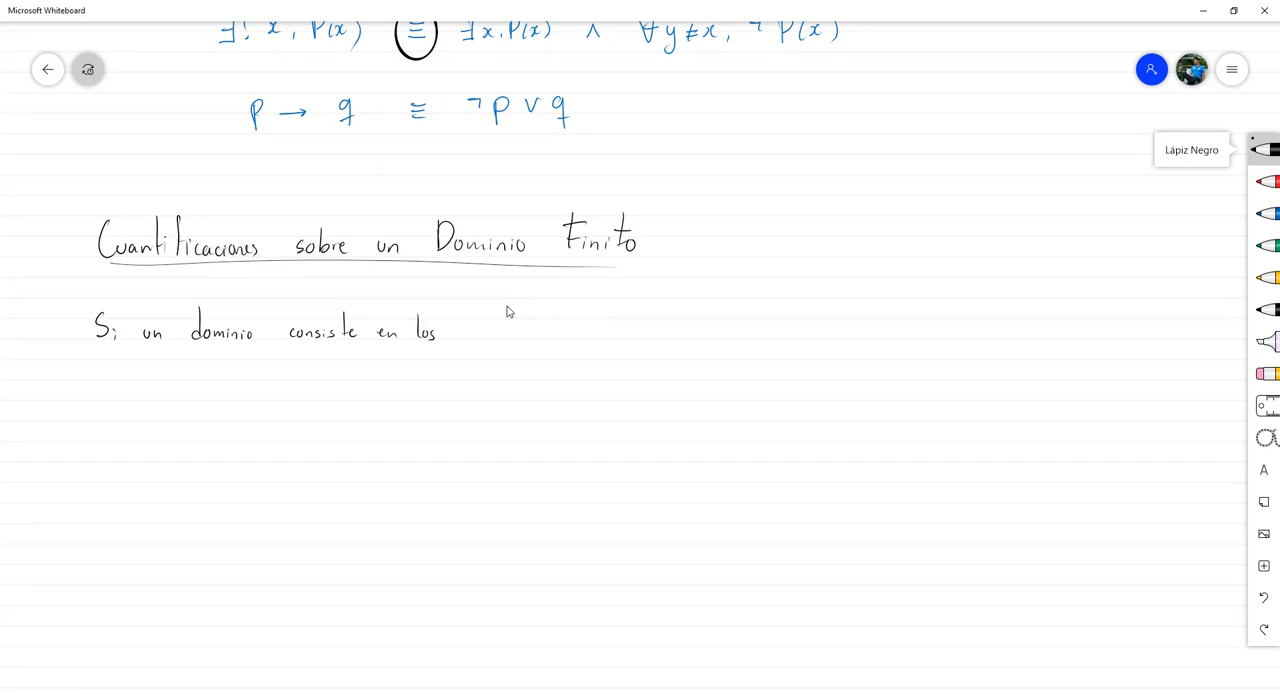 Microsoft Whiteboard
∃! x, P(x) ≡ ∃x, P(x) ∧ ∀y≠x, ¬P(x)
p → q ≡ ¬p ∨ q
Lápiz Negro
Cuantificaciones sobre un Dominio Finito
Si un dominio consiste en los
A